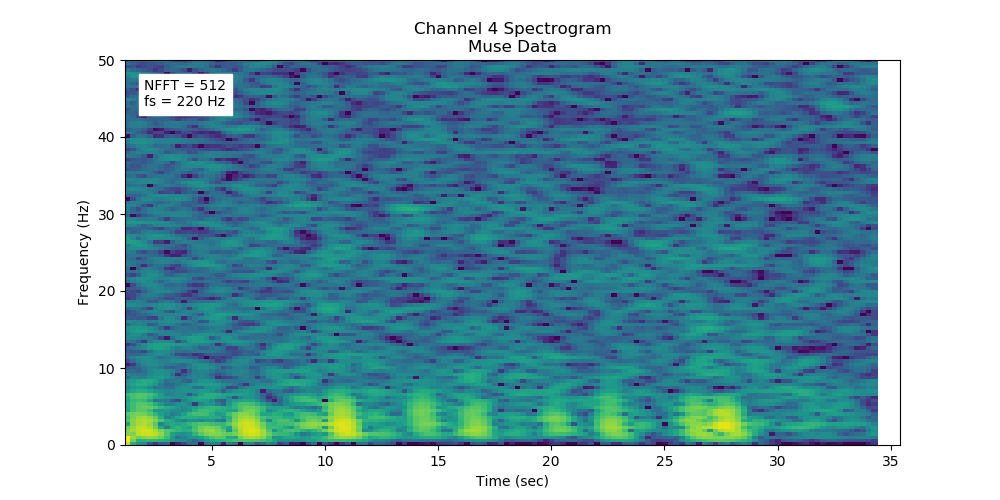 Channel 4 Spectrogram
Muse Data
NFFT = 512
fs = 220 Hz
50
40
30
20
10
0
Frequency (Hz)
5
10
15
20
25
30
35
Time (sec)